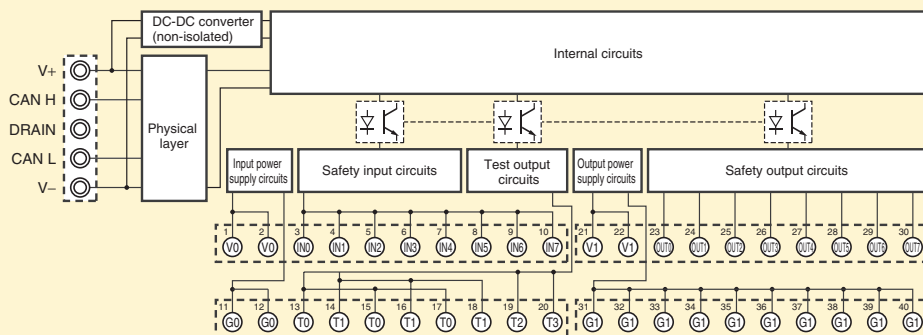 DC-DC converter
(non-isolated)
Internal circuits
V+
CAN H
DRAIN
CAN L
V–
Physical
layer
Input power
supply circuits
Safety input circuits
Test output
circuits
Output power
supply circuits
Safety output circuits
1 2 3 4 5 6 7 8 9 10
V0 V0 IN0 IN1 IN2 IN3 IN4 IN5 IN6 IN7
21 22 23 24 25 26 27 28 29 30
V1 V1 OUT0 OUT1 OUT2 OUT3 OUT4 OUT5 OUT6 OUT7
11 12 13 14 15 16 17 18 19 20
G0 G0 T0 T1 T0 T1 T0 T1 T2 T3
31 32 33 34 35 36 37 38 39 40
G1 G1 G1 G1 G1 G1 G1 G1 G1 G1